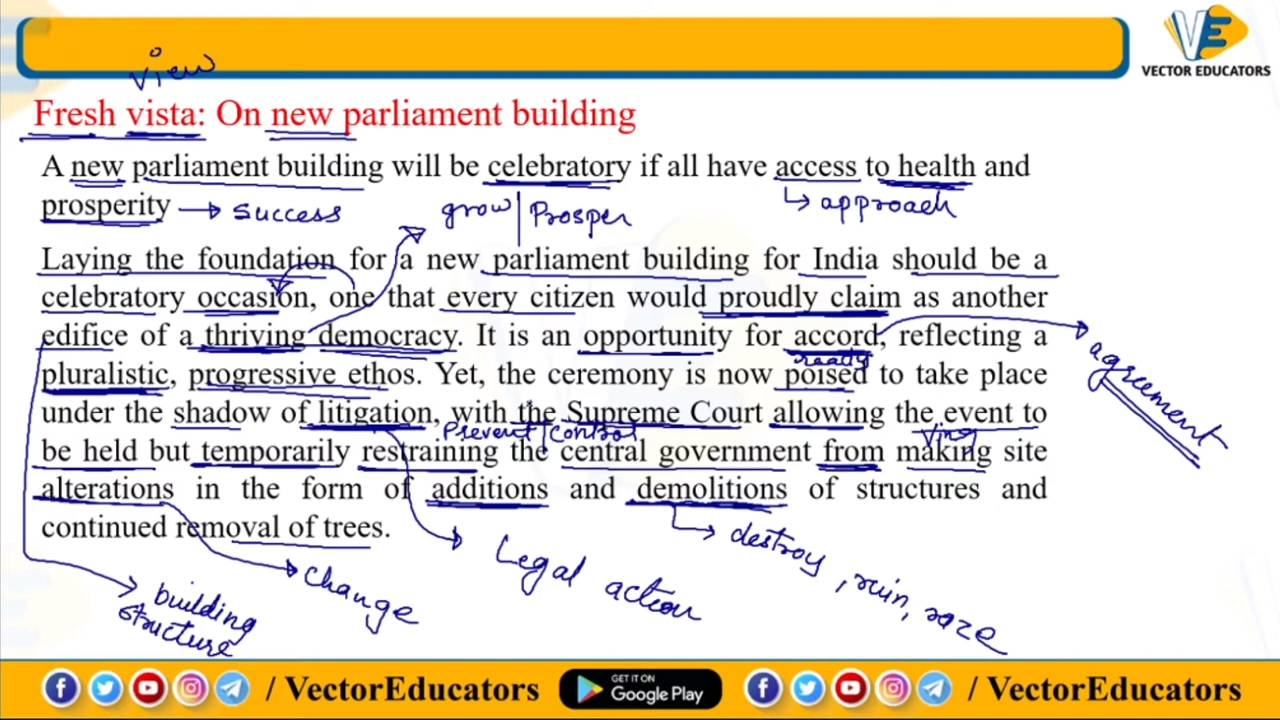 VE
VECTOR EDUCATORS
view
Fresh vista: On new parliament building
A new parliament building will be celebratory if all have access to health and
prosperity → success
grow | Prosper
approach
Laying the foundation for a new parliament building for India should be a
celebratory occasion, one that every citizen would proudly claim as another
edifice of a thriving democracy. It is an opportunity for accord, reflecting a
ready
agreement
pluralistic, progressive ethos. Yet, the ceremony is now poised to take place
under the shadow of litigation, with the Supreme Court allowing the event to
Prevent | control
ving
be held but temporarily restraining the central government from making site
alterations in the form of additions and demolitions of structures and
continued removal of trees.
destroy, ruin, raze
Legal action
change
building
structure
/ VectorEducators
GET IT ON
Google Play
/ VectorEducators